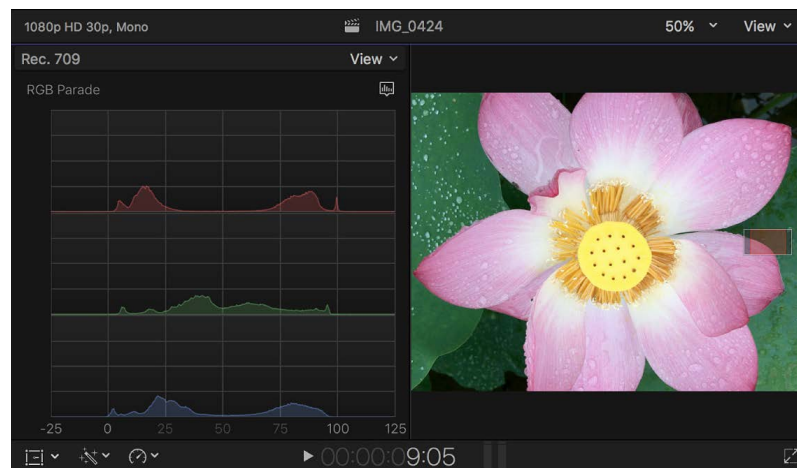 1080p HD 30p, Mono
IMG_0424
50%
View
Rec. 709
View
RGB Parade
-25 0 25 50 75 100 125
00:00:09:05